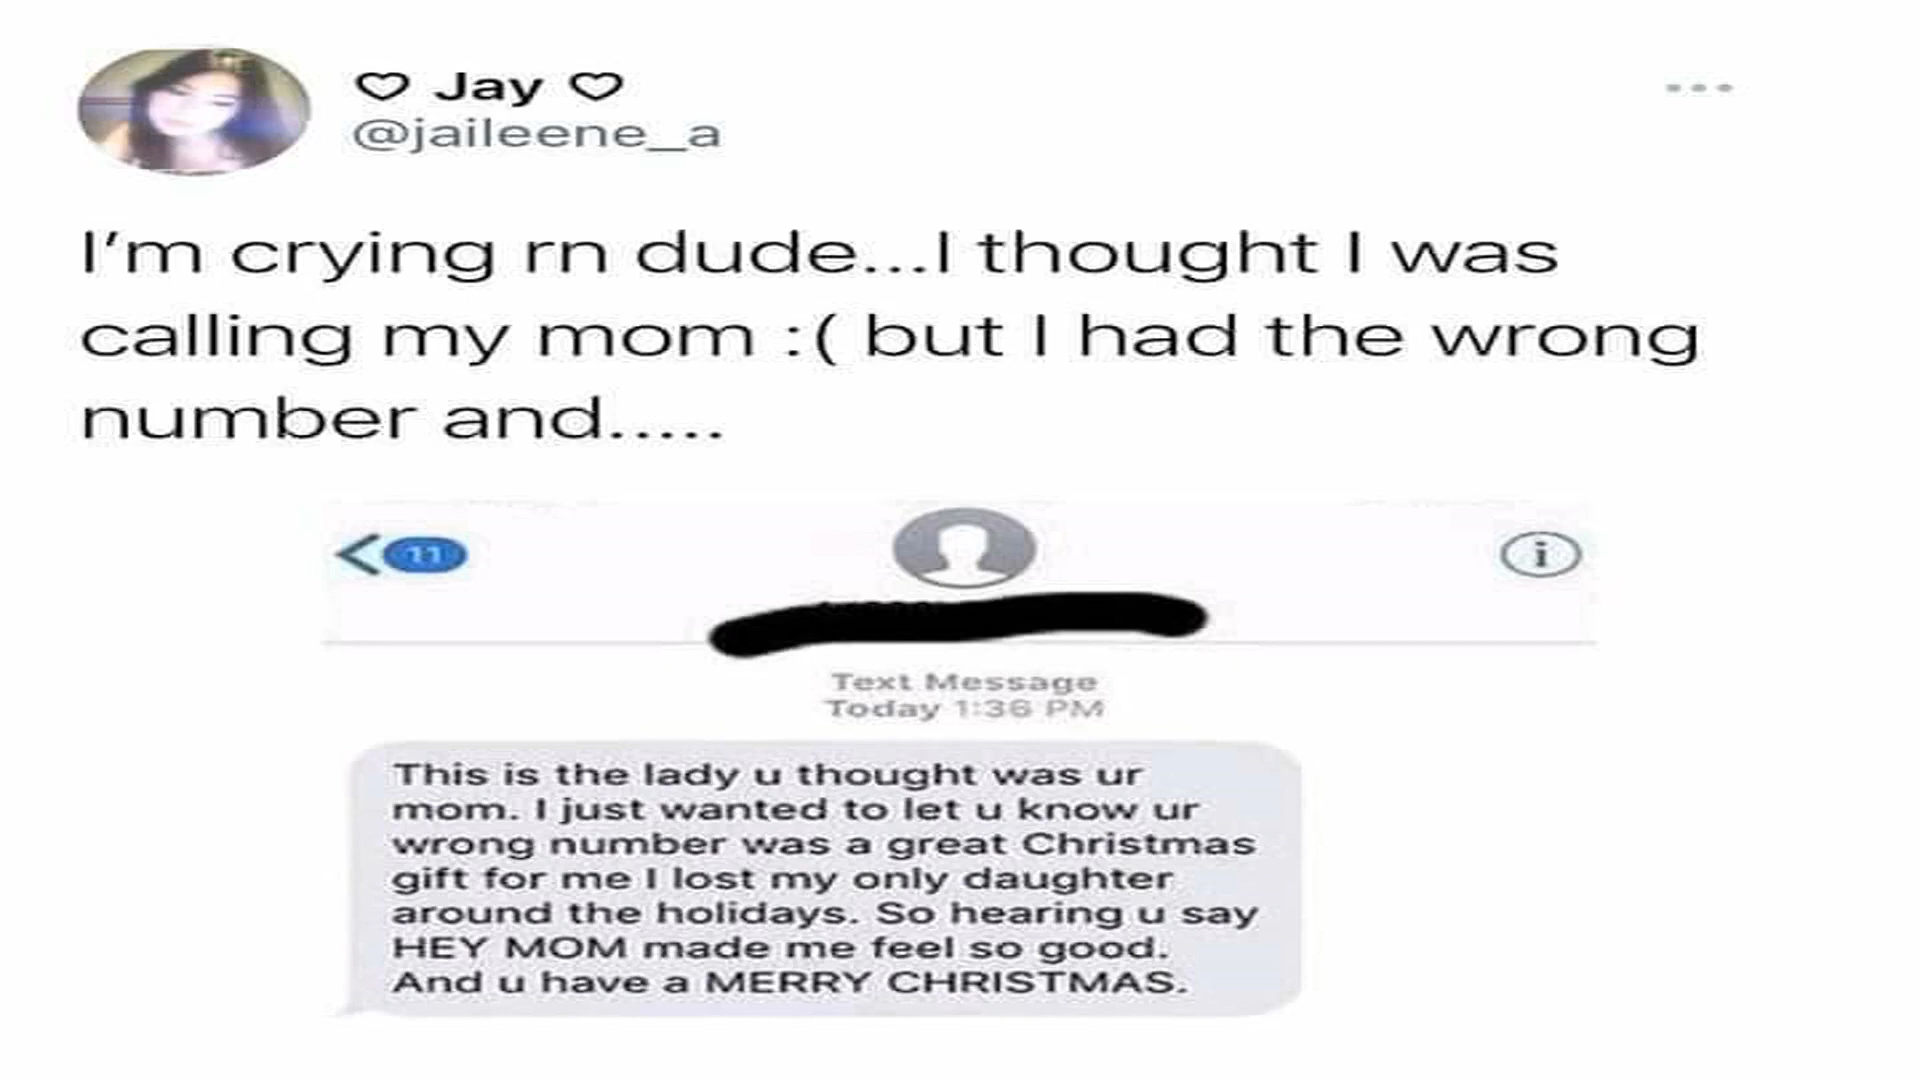 ♡ Jay ♡
@jaileene_a
I'm crying rn dude...I thought I was
calling my mom :( but I had the wrong
number and.....
11
Text Message
Today 1:36 PM
This is the lady u thought was ur
mom. I just wanted to let u know ur
wrong number was a great Christmas
gift for me I lost my only daughter
around the holidays. So hearing u say
HEY MOM made me feel so good.
And u have a MERRY CHRISTMAS.